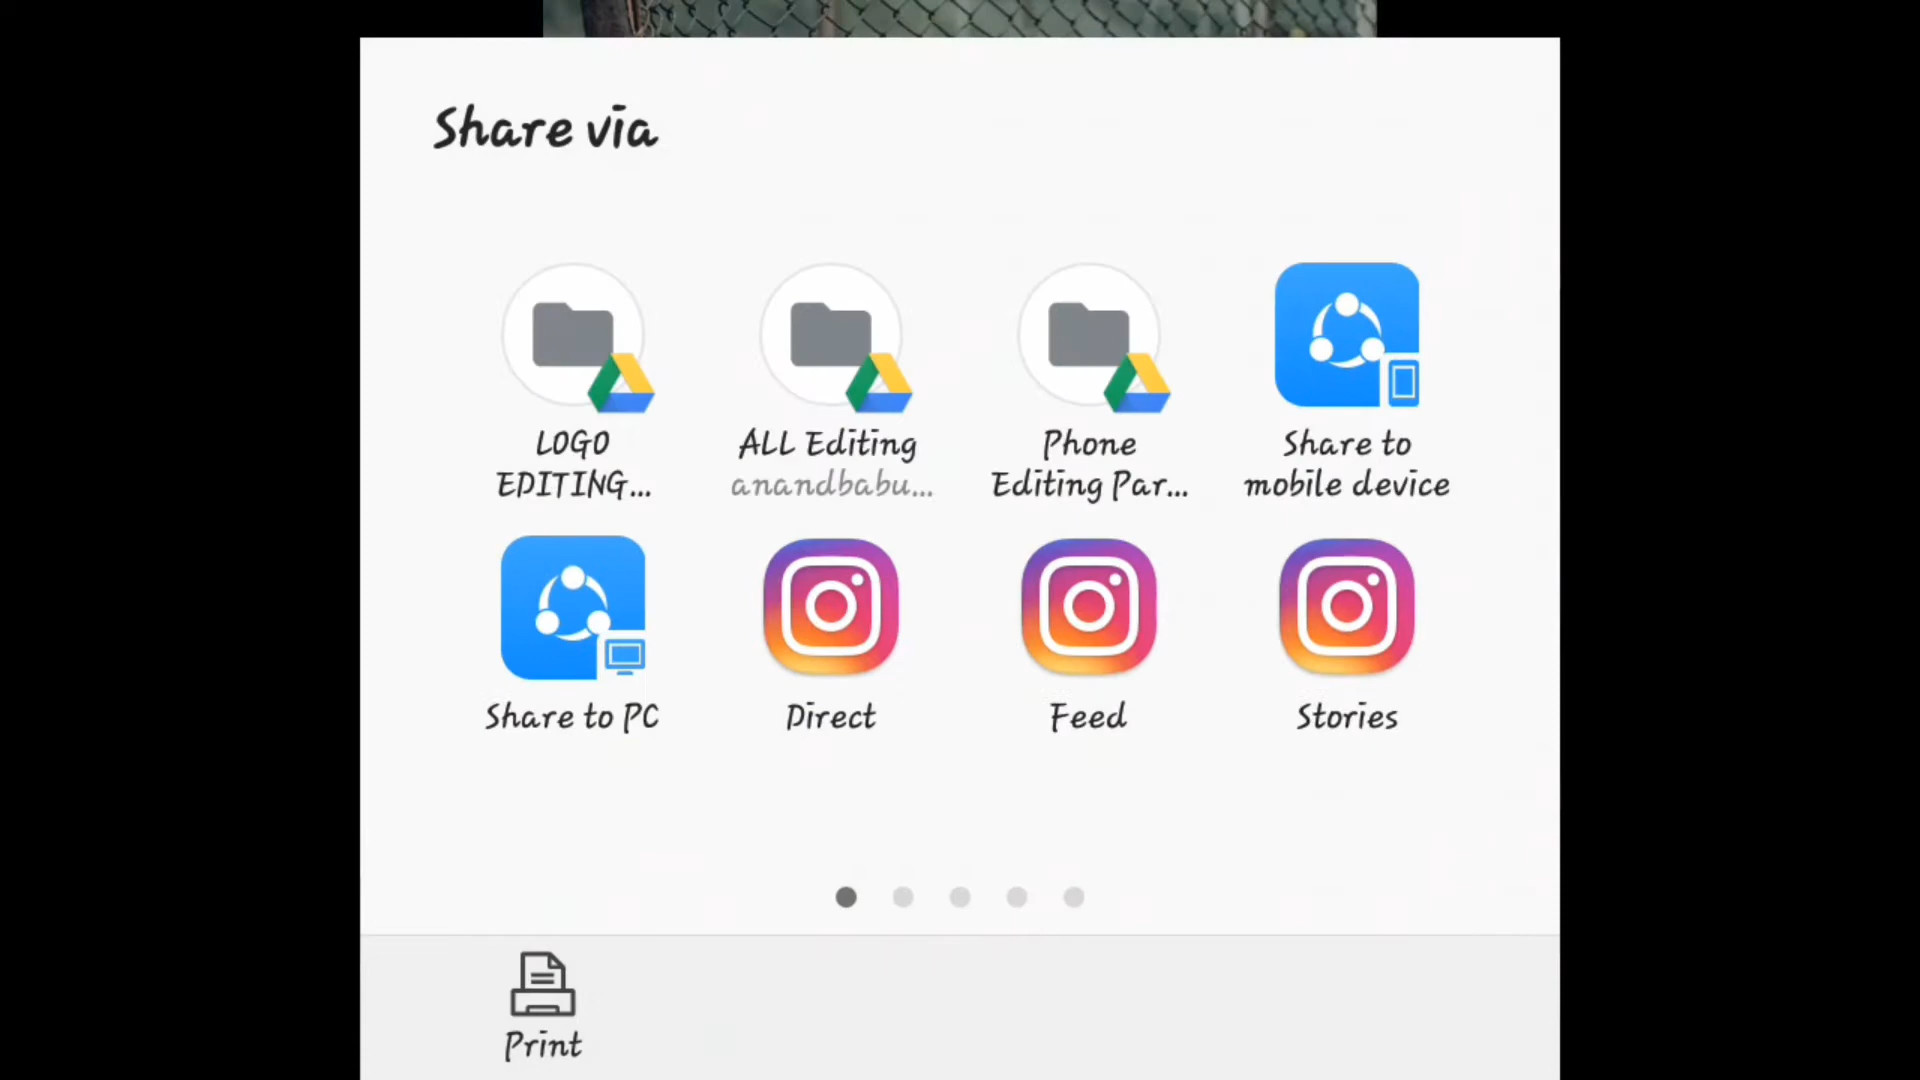 Share via
LOGO
EDITING...
ALL Editing
anandbabu...
Phone
Editing Par...
Share to
mobile device
Share to PC
Direct
Feed
Stories
Print